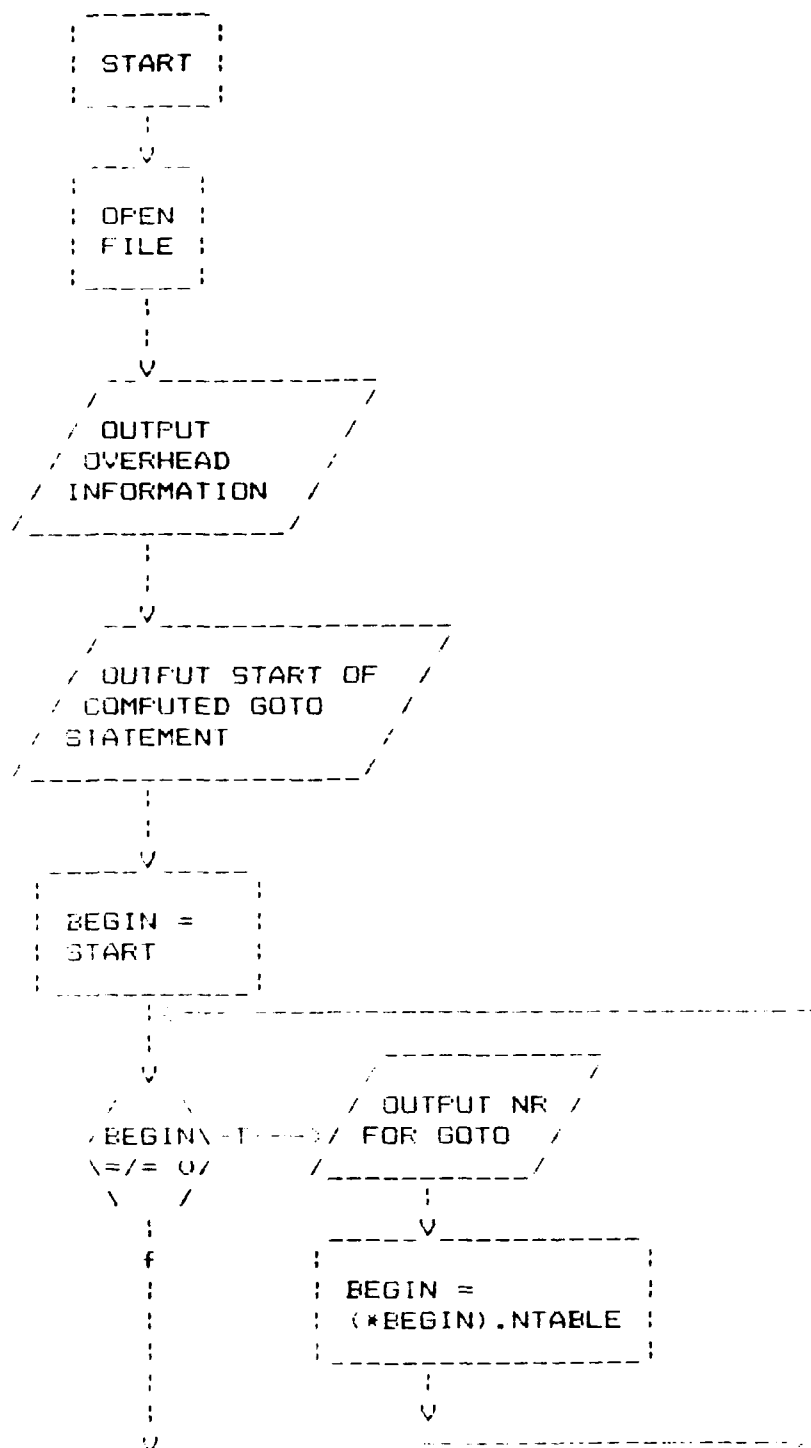 START
OPEN
FILE
OUTPUT
OVERHEAD
INFORMATION
OUTPUT START OF
COMPUTED GOTO
STATEMENT
BEGIN =
START
BEGIN T OUTPUT NR
=/= 0 FOR GOTO
f
BEGIN =
(*BEGIN).NTABLE